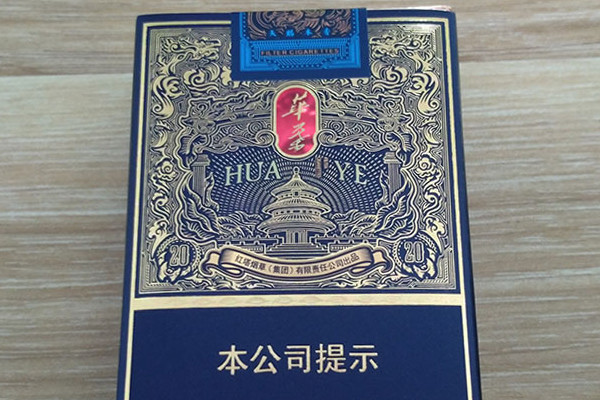 FILTER CIGARETTES
華葉
HUA YE
20 20
红塔烟草（集团）有限责任公司出品
本公司提示